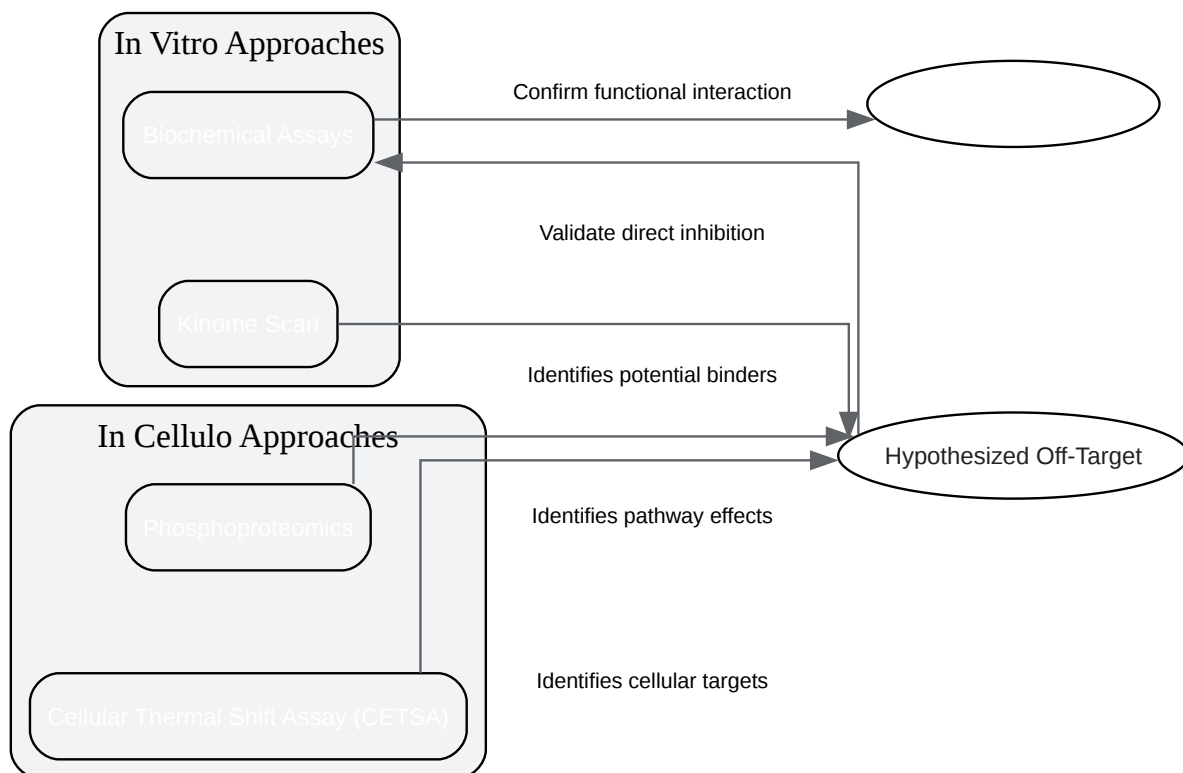 In Vitro Approaches
Confirm functional interaction
Biochemical Assays
Validate direct inhibition
Kinome Scan
Identifies potential binders
In Cellulo Approaches
Hypothesized Off-Target
Phosphoproteomics
Identifies pathway effects
Identifies cellular targets
Cellular Thermal Shift Assay (CETSA)